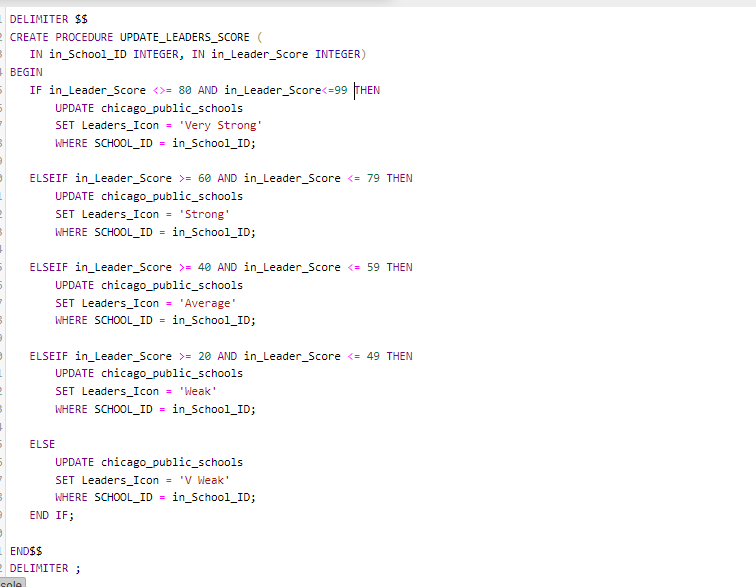 DELIMITER $$
CREATE PROCEDURE UPDATE_LEADERS_SCORE (
IN in_School_ID INTEGER, IN in_Leader_Score INTEGER)
BEGIN
IF in_Leader_Score <>= 80 AND in_Leader_Score<=99 THEN
UPDATE chicago_public_schools
SET Leaders_Icon = 'Very Strong'
WHERE SCHOOL_ID = in_School_ID;
ELSEIF in_Leader_Score >= 60 AND in_Leader_Score <= 79 THEN
UPDATE chicago_public_schools
SET Leaders_Icon = 'Strong'
WHERE SCHOOL_ID = in_School_ID;
ELSEIF in_Leader_Score >= 40 AND in_Leader_Score <= 59 THEN
UPDATE chicago_public_schools
SET Leaders_Icon = 'Average'
WHERE SCHOOL_ID = in_School_ID;
ELSEIF in_Leader_Score >= 20 AND in_Leader_Score <= 49 THEN
UPDATE chicago_public_schools
SET Leaders_Icon = 'Weak'
WHERE SCHOOL_ID = in_School_ID;
ELSE
UPDATE chicago_public_schools
SET Leaders_Icon = 'V Weak'
WHERE SCHOOL_ID = in_School_ID;
END IF;
END$$
DELIMITER ;